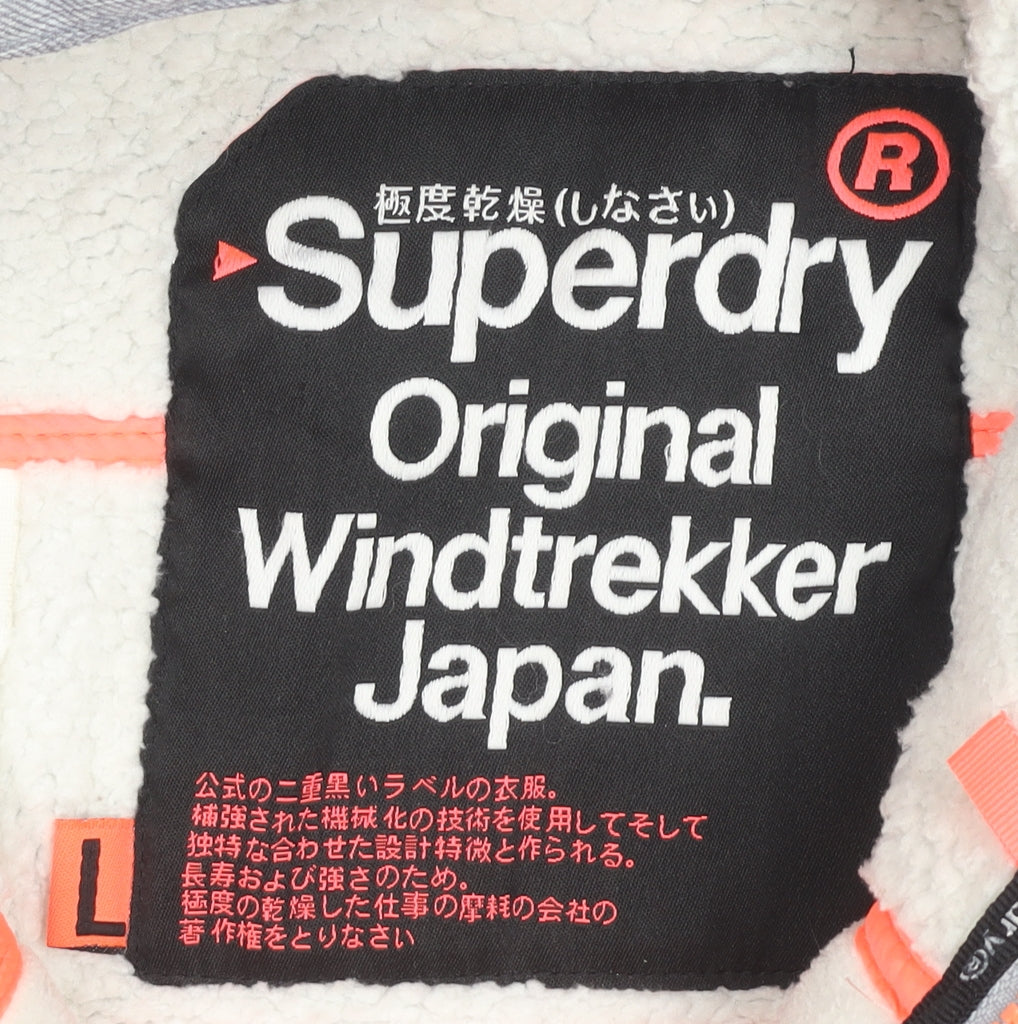 ®
極度乾燥(しなさい)
Superdry
Original
Windtrekker
Japan.
公式の二重黒いラベルの衣服。
補強された機械化の技術を使用してそして
独特な合わせた設計特徴と作られる。
長寿および強さのため。
極度の乾燥した仕事の摩耗の会社の
著作権をとりなさい
L
dry®